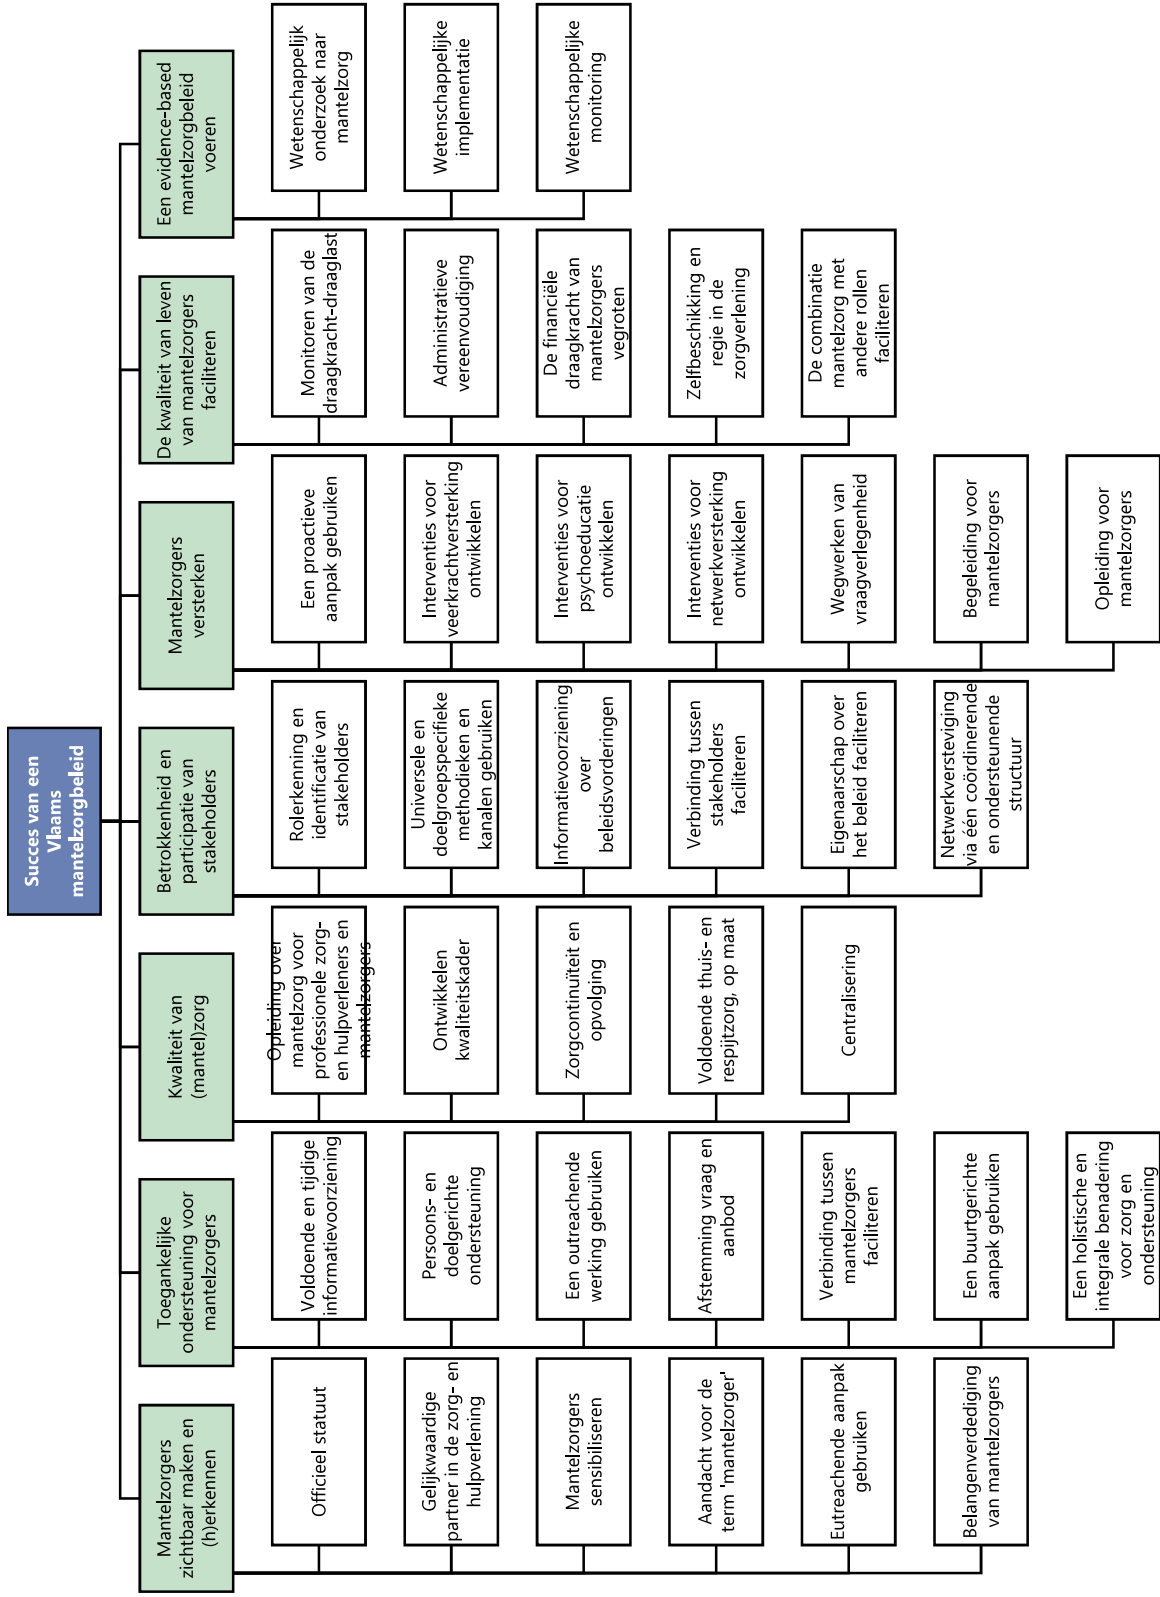 Succes van een
Vlaams
mantelzorgbeleid
Mantelzorgers
zichtbaar maken en
(h)erkennen
Officieel statuut
Gelijkwaardige
partner in de zorg- en
hulpverlening
Mantelzorgers
sensibiliseren
Aandacht voor de
term 'mantelzorger'
Eutreachende aanpak
gebruiken
Belangenverdediging
van mantelzorgers
Toegankelijke
ondersteuning voor
mantelzorgers
Voldoende en tijdige
informatievoorziening
Persoons- en
doelgerichte
ondersteuning
Een outreachende
werking gebruiken
Afstemming vraag en
aanbod
Verbinding tussen
mantelzorgers
faciliteren
Een buurtgerichte
aanpak gebruiken
Een holistische en
integrale benadering
voor zorg en
ondersteuning
Kwaliteit van
(mantel)zorg
Opleiding over
mantelzorg voor
professionele zorg-
en hulpverleners en
mantelzorgers
Ontwikkelen
kwaliteitskader
Zorgcontinuïteit en
opvolging
Voldoende thuis- en
respijtzorg, op maat
Centralisering
Betrokkenheid en
participatie van
stakeholders
Rolerkenning en
identificatie van
stakeholders
Universele en
doelgroepspecifieke
methodieken en
kanalen gebruiken
Informatievoorziening
over
beleidsvorderingen
Verbinding tussen
stakeholders
faciliteren
Eigenaarschap over
het beleid faciliteren
Netwerkversteviging
via één coördinerende
en ondersteunende
structuur
Mantelzorgers
versterken
Een proactieve
aanpak gebruiken
Interventies voor
veerkrachtversterking
ontwikkelen
Interventies voor
psychoeducatie
ontwikkelen
Interventies voor
netwerkversterking
ontwikkelen
Wegwerken van
vraagverlegenheid
Begeleiding voor
mantelzorgers
Opleiding voor
mantelzorgers
De kwaliteit van leven
van mantelzorgers
faciliteren
Monitoren van de
draagkracht-draaglast
Administratieve
vereenvoudiging
De financiële
draagkracht van
mantelzorgers
vegroten
Zelfbeschikking en
regie in de
zorgverlening
De combinatie
mantelzorg met
andere rollen
faciliteren
Een evidence-based
mantelzorgbeleid
voeren
Wetenschappelijk
onderzoek naar
mantelzorg
Wetenschappelijke
implementatie
Wetenschappelijke
monitoring